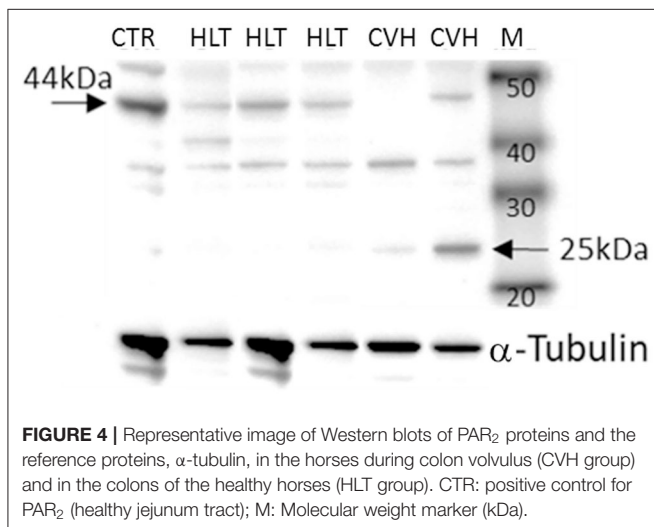 CTR HLT HLT HLT CVH CVH M
44kDa
50
40
30
25kDa
20
α-Tubulin
FIGURE 4 | Representative image of Western blots of PAR₂ proteins and the
reference proteins, α-tubulin, in the horses during colon volvulus (CVH group)
and in the colons of the healthy horses (HLT group). CTR: positive control for
PAR₂ (healthy jejunum tract); M: Molecular weight marker (kDa).